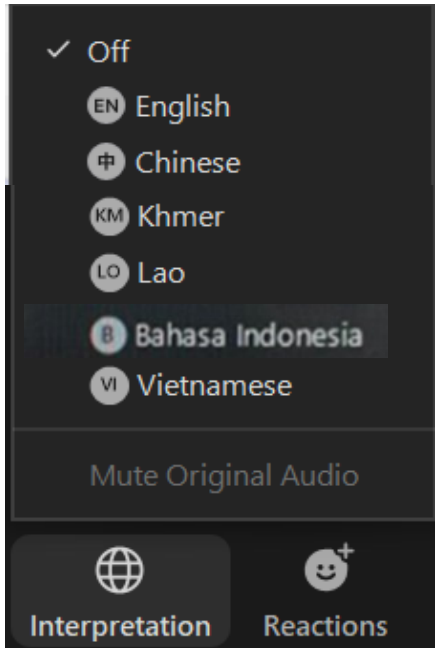 ✓ Off
EN English
中 Chinese
KM Khmer
LO Lao
B Bahasa Indonesia
VI Vietnamese
Mute Original Audio
Interpretation
Reactions